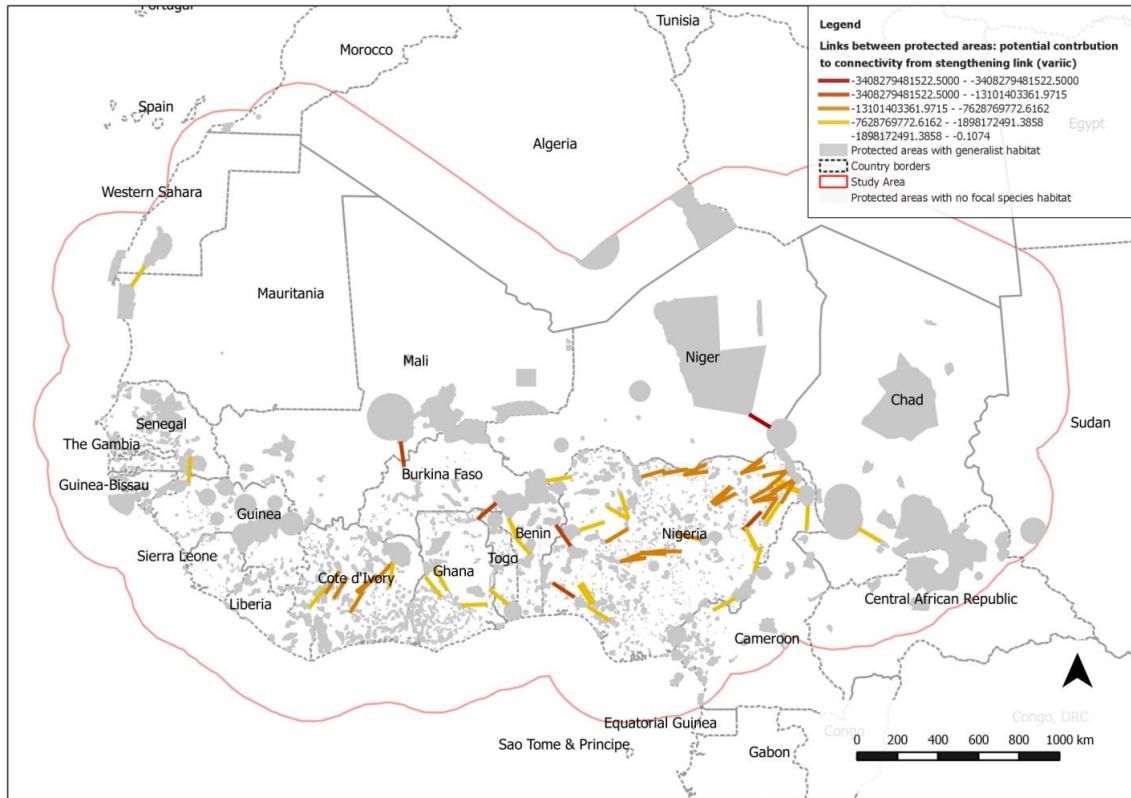 Portugal
Tunisia
Morocco
Spain
Algeria
Western Sahara
Legend
Links between protected areas: potential contrbution
to connectivity from stengthening link (variic)
-3408279481522.5000 - -3408279481522.5000
-3408279481522.5000 - -13101403361.9715
-13101403361.9715 - -7628769772.6162
-7628769772.6162 - -1898172491.3858
-1898172491.3858 - -0.1074
Protected areas with generalist habitat
Country borders
Study Area
Protected areas with no focal species habitat
Egypt
Mauritania
Mali
Niger
Chad
Sudan
Senegal
The Gambia
Guinea-Bissau
Burkina Faso
Guinea
Benin
Nigeria
Sierra Leone
Togo
Cote d'Ivory
Ghana
Liberia
Central African Republic
Cameroon
Equatorial Guinea
Sao Tome & Principe
Gabon
Congo
Congo, DRC
0 200 400 600 800 1000 km